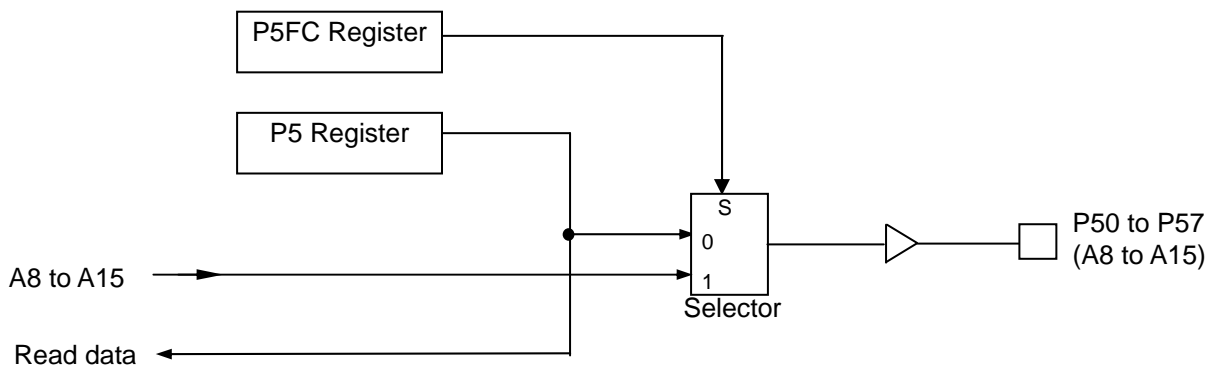 P5FC Register
P5 Register
S
0
1
Selector
P50 to P57
(A8 to A15)
A8 to A15
Read data